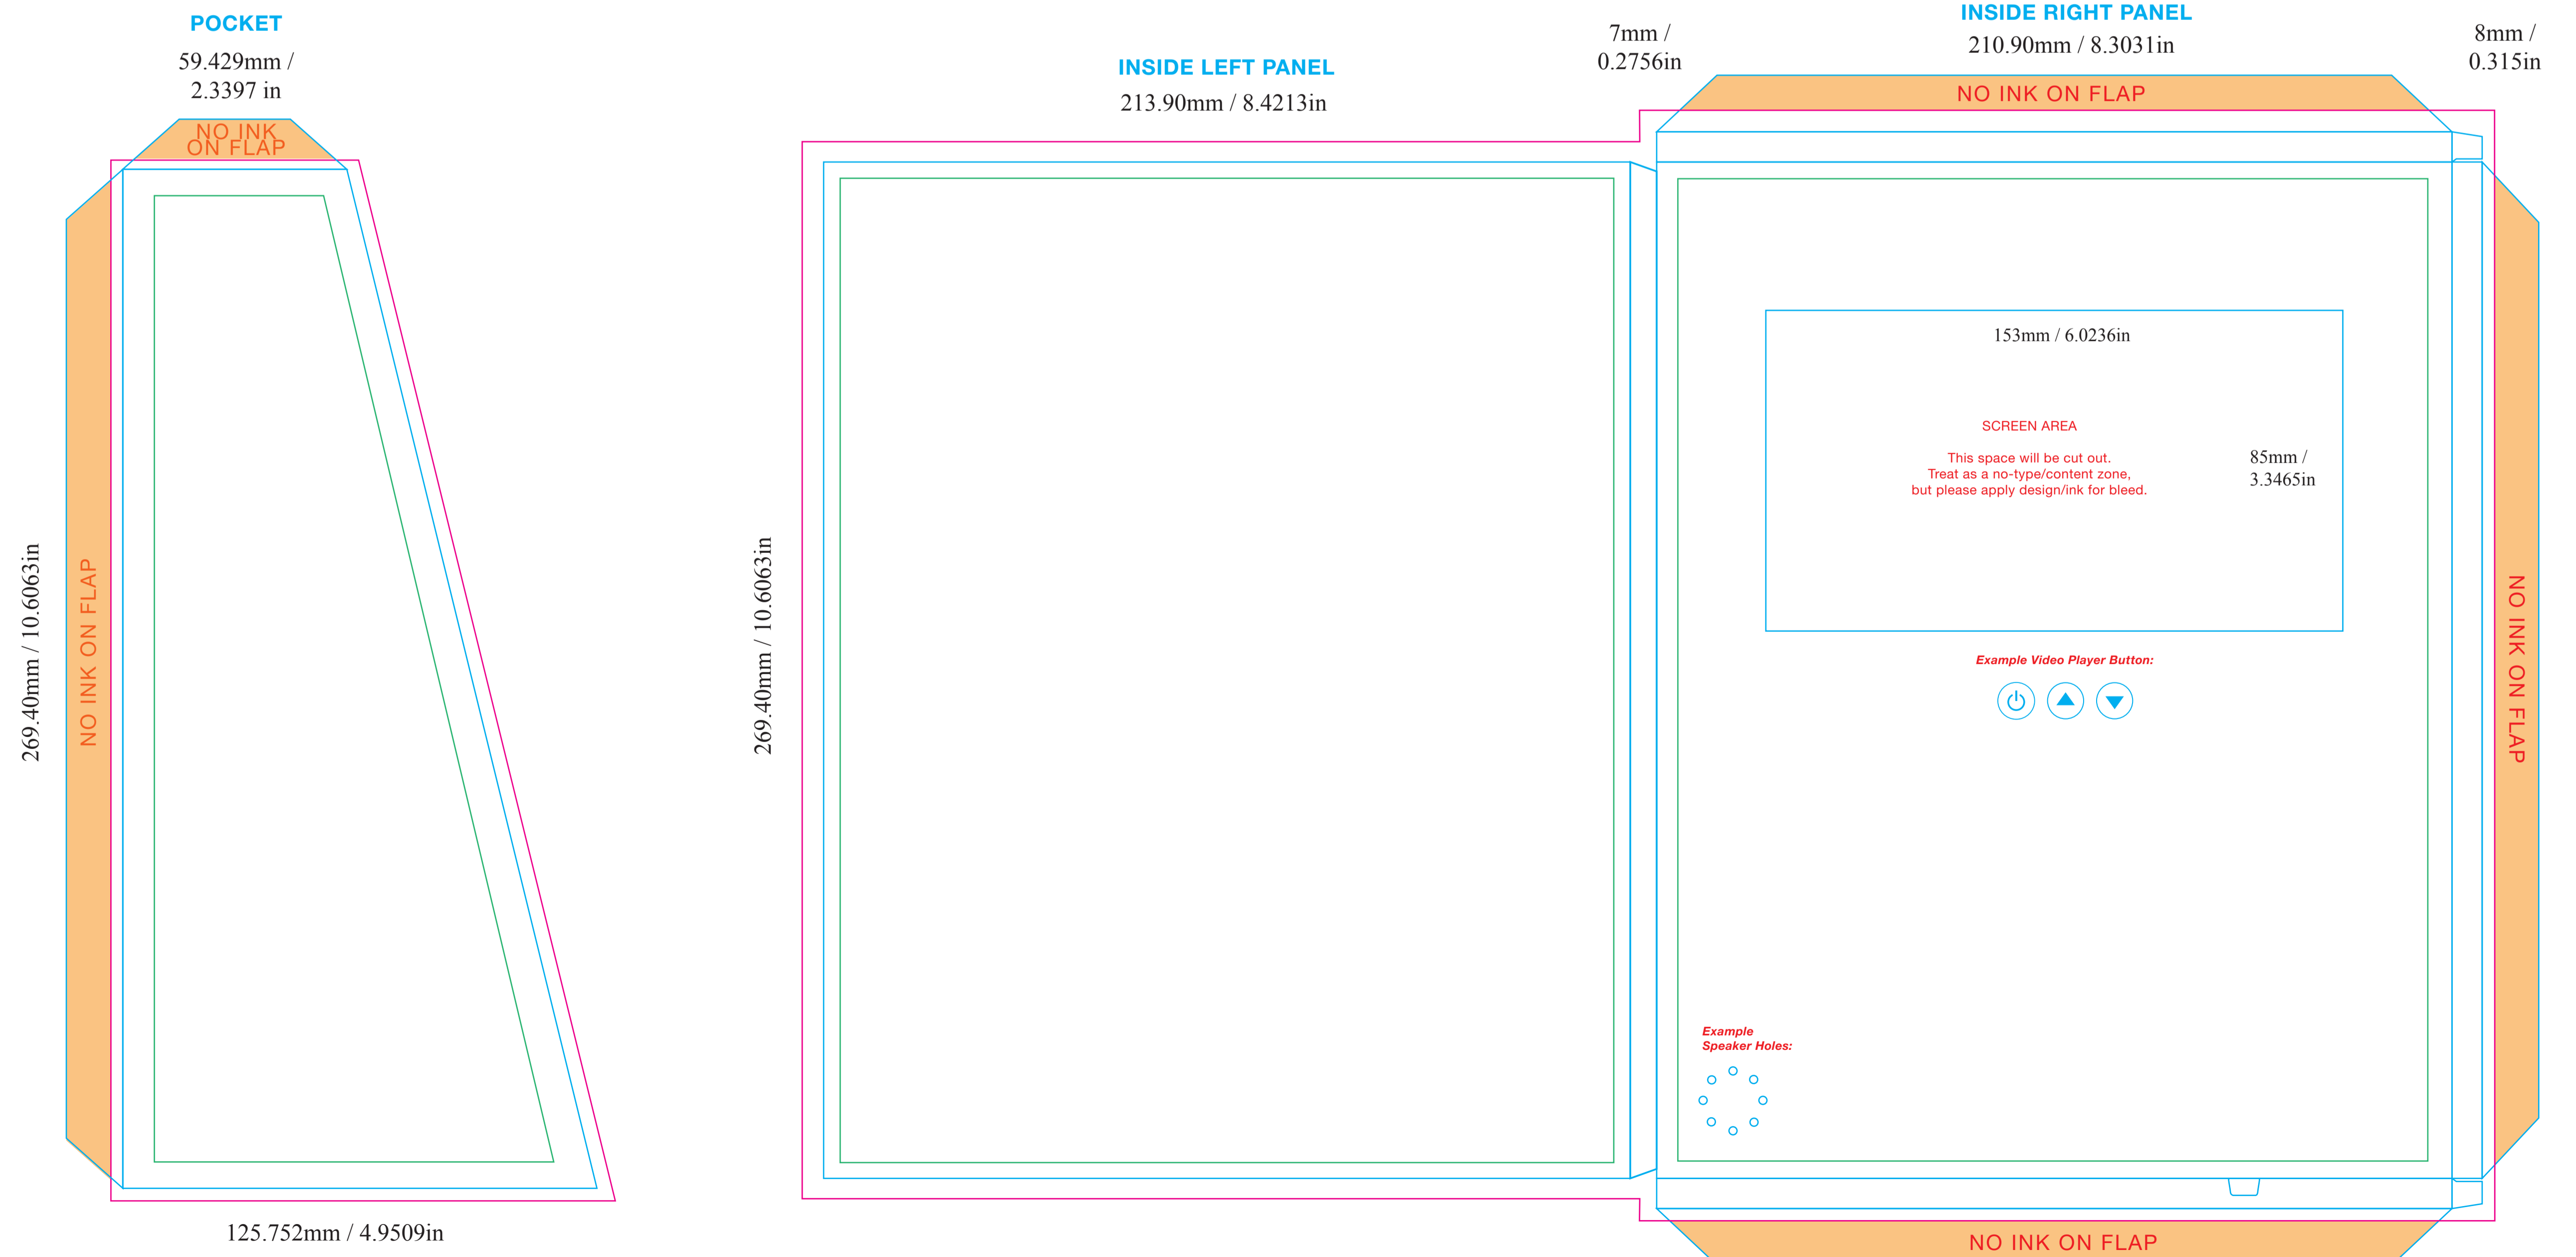 POCKET
59.429mm /
2.3397 in
NO INK
ON FLAP
NO INK ON FLAP
269.40mm / 10.6063in
125.752mm / 4.9509in
INSIDE LEFT PANEL
213.90mm / 8.4213in
269.40mm / 10.6063in
7mm /
0.2756in
INSIDE RIGHT PANEL
210.90mm / 8.3031in
8mm /
0.315in
NO INK ON FLAP
153mm / 6.0236in
SCREEN AREA
This space will be cut out.
Treat as a no-type/content zone,
but please apply design/ink for bleed.
85mm /
3.3465in
Example Video Player Button:
NO INK ON FLAP
Example
Speaker Holes:
NO INK ON FLAP